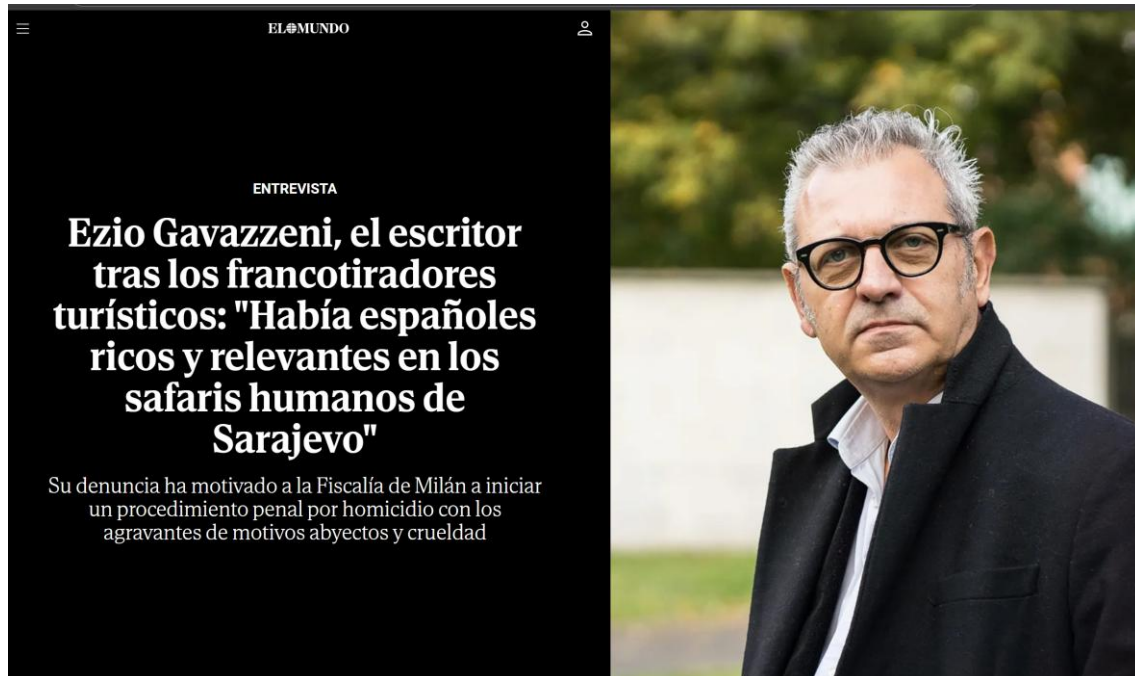 EL MUNDO
ENTREVISTA
Ezio Gavazzeni, el escritor
tras los francotiradores
turísticos: "Había españoles
ricos y relevantes en los
safaris humanos de
Sarajevo"
Su denuncia ha motivado a la Fiscalía de Milán a iniciar
un procedimiento penal por homicidio con los
agravantes de motivos abyectos y crueldad